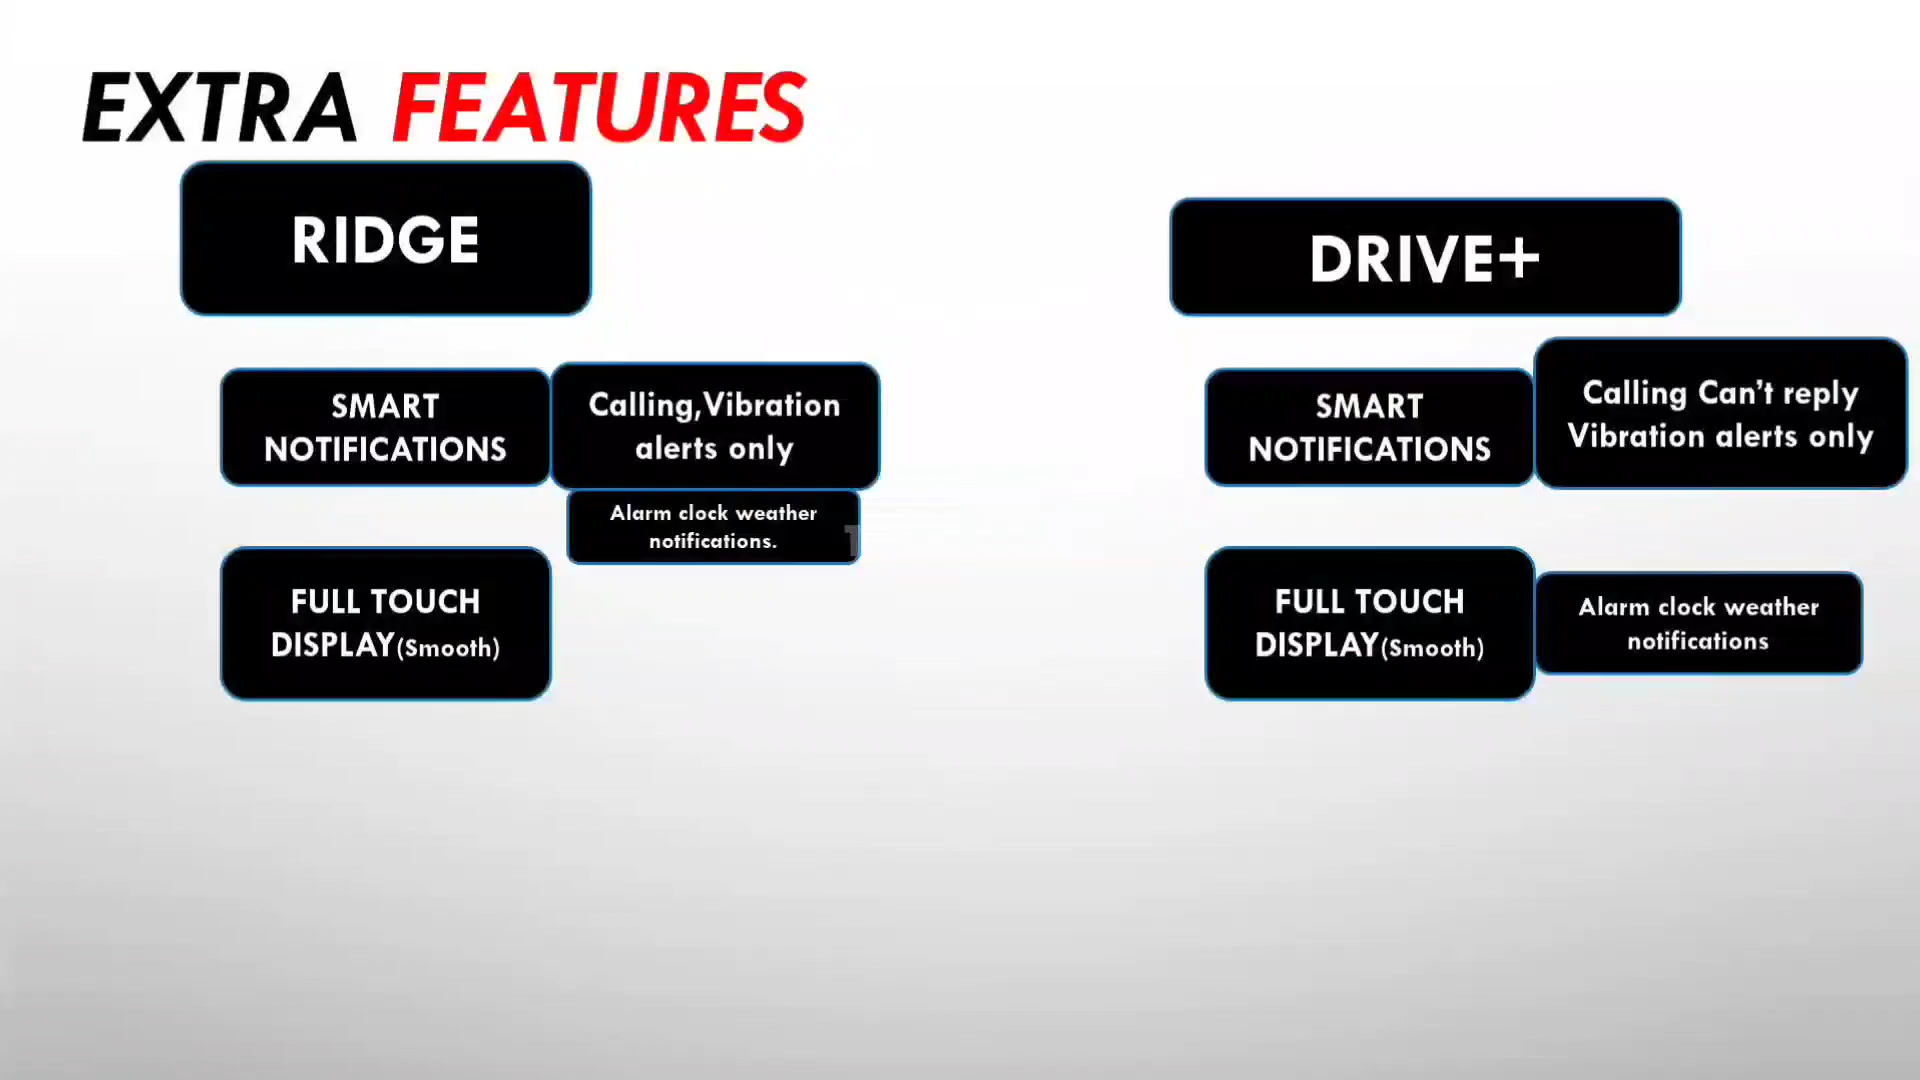 EXTRA FEATURES
RIDGE
SMART
NOTIFICATIONS
Calling,Vibration
alerts only
Alarm clock weather
notifications.
FULL TOUCH
DISPLAY(Smooth)
DRIVE+
SMART
NOTIFICATIONS
Calling Can't reply
Vibration alerts only
FULL TOUCH
DISPLAY(Smooth)
Alarm clock weather
notifications